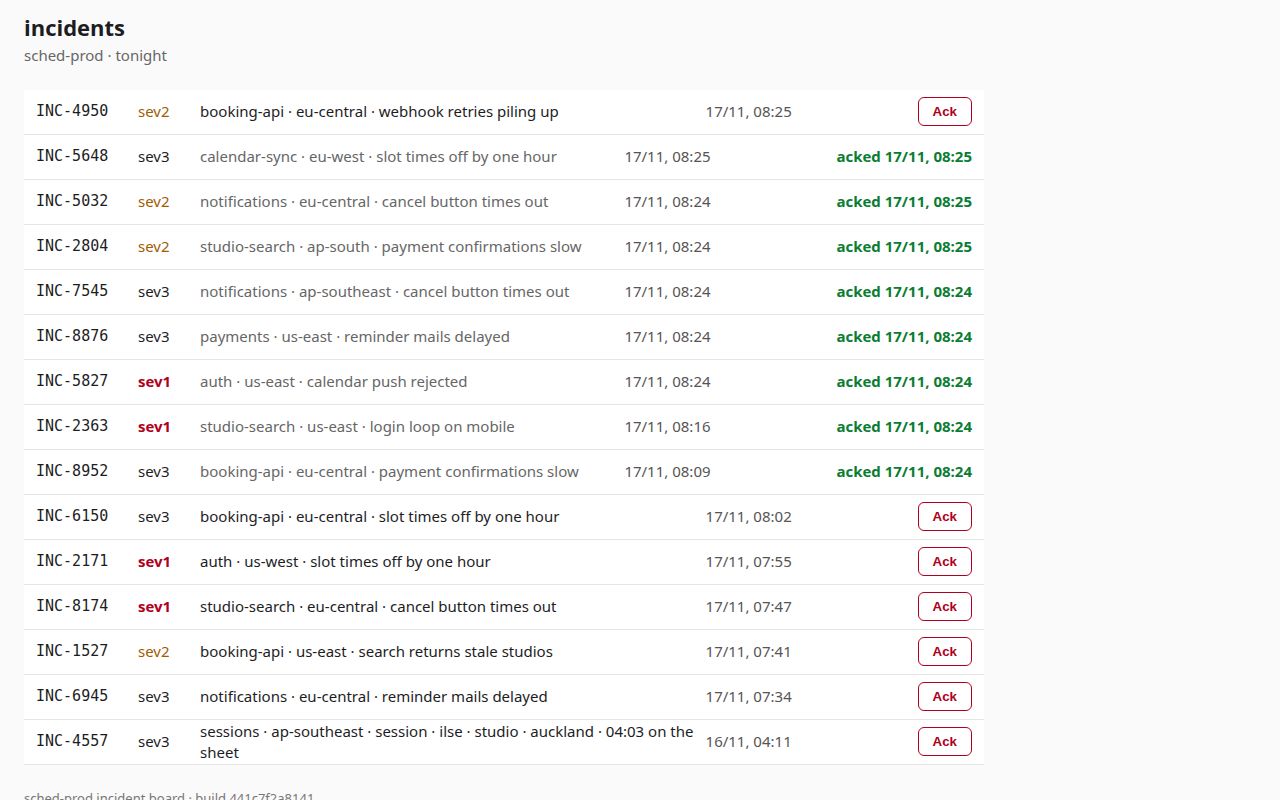 incidents
sched-prod · tonight
INC-4950 sev2 booking-api · eu-central · webhook retries piling up 17/11, 08:25 Ack
INC-5648 sev3 calendar-sync · eu-west · slot times off by one hour 17/11, 08:25 acked 17/11, 08:25
INC-5032 sev2 notifications · eu-central · cancel button times out 17/11, 08:24 acked 17/11, 08:25
INC-2804 sev2 studio-search · ap-south · payment confirmations slow 17/11, 08:24 acked 17/11, 08:25
INC-7545 sev3 notifications · ap-southeast · cancel button times out 17/11, 08:24 acked 17/11, 08:24
INC-8876 sev3 payments · us-east · reminder mails delayed 17/11, 08:24 acked 17/11, 08:24
INC-5827 sev1 auth · us-east · calendar push rejected 17/11, 08:24 acked 17/11, 08:24
INC-2363 sev1 studio-search · us-east · login loop on mobile 17/11, 08:16 acked 17/11, 08:24
INC-8952 sev3 booking-api · eu-central · payment confirmations slow 17/11, 08:09 acked 17/11, 08:24
INC-6150 sev3 booking-api · eu-central · slot times off by one hour 17/11, 08:02 Ack
INC-2171 sev1 auth · us-west · slot times off by one hour 17/11, 07:55 Ack
INC-8174 sev1 studio-search · eu-central · cancel button times out 17/11, 07:47 Ack
INC-1527 sev2 booking-api · us-east · search returns stale studios 17/11, 07:41 Ack
INC-6945 sev3 notifications · eu-central · reminder mails delayed 17/11, 07:34 Ack
INC-4557 sev3 sessions · ap-southeast · session · ilse · studio · auckland · 04:03 on the
sheet 16/11, 04:11 Ack
sched-prod incident board · build 441c7f2a8141